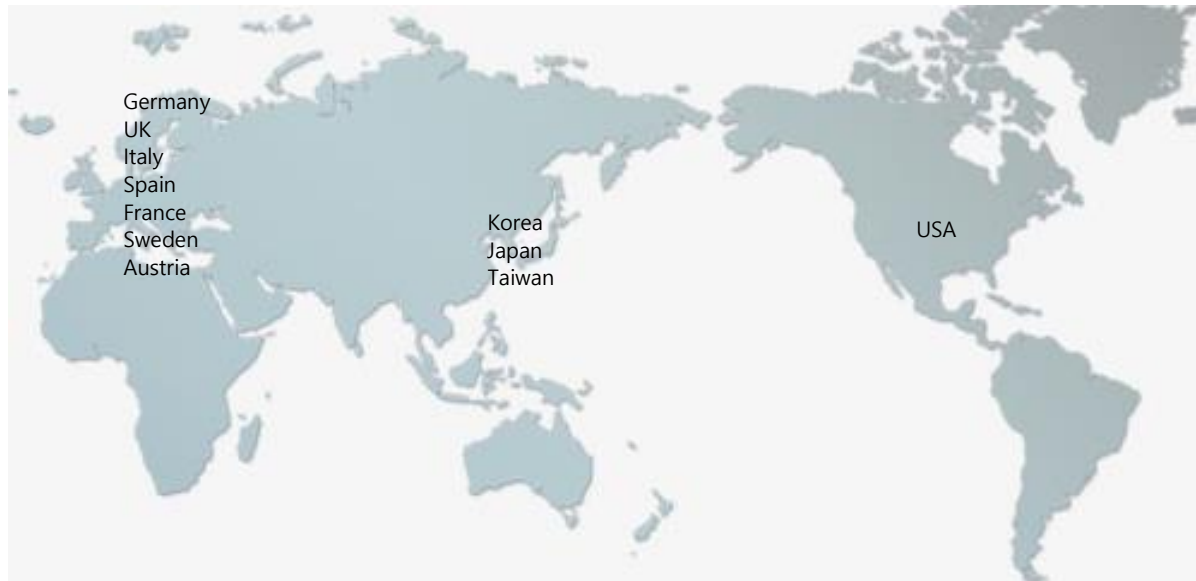 Germany
UK
Italy
Spain
France
Sweden
Austria
Korea
Japan
Taiwan
USA